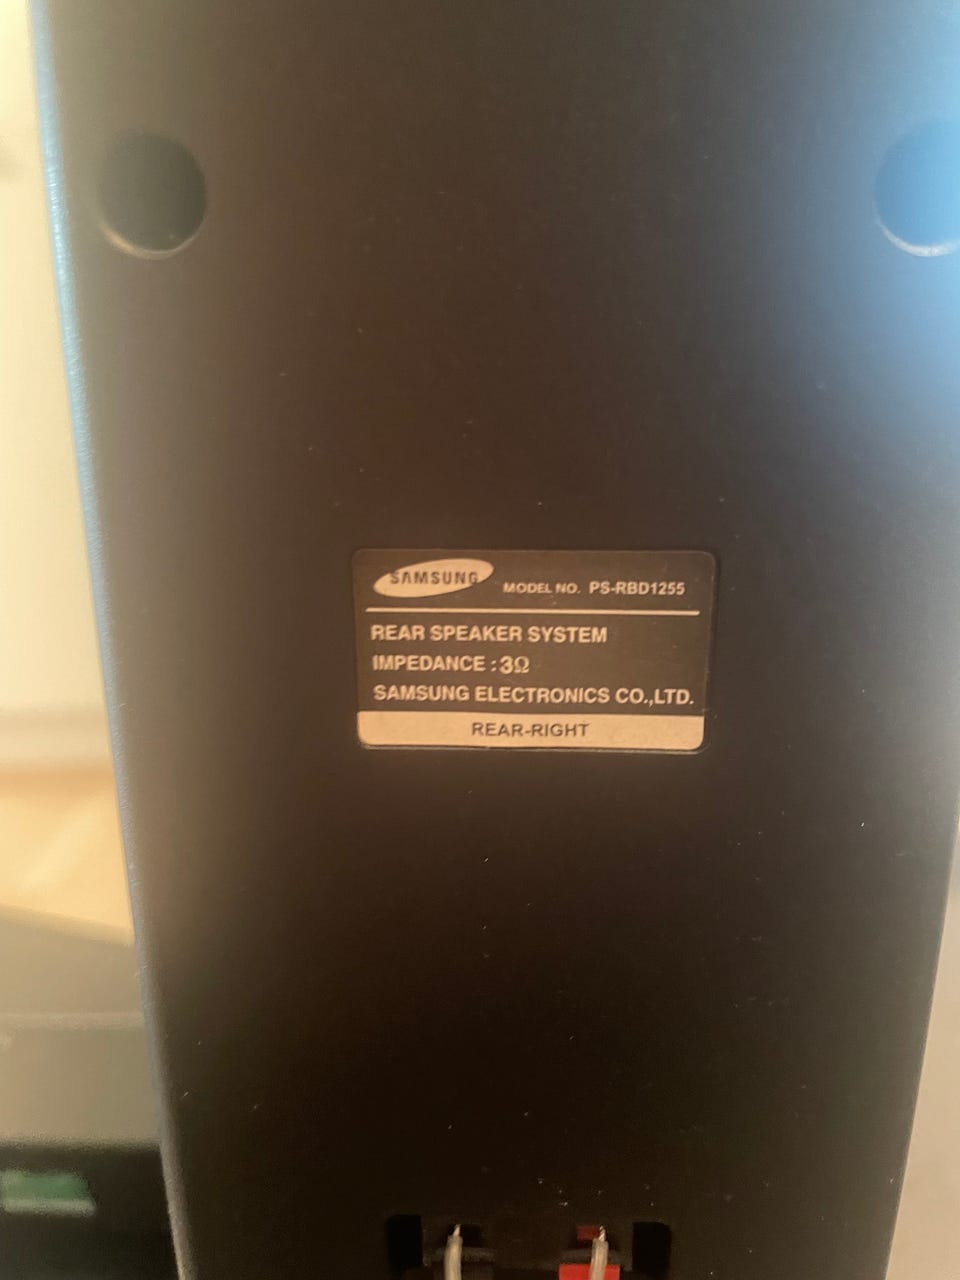 SAMSUNG MODEL NO. PS-RBD1255
REAR SPEAKER SYSTEM
IMPEDANCE : 3Ω
SAMSUNG ELECTRONICS CO.,LTD.
REAR-RIGHT